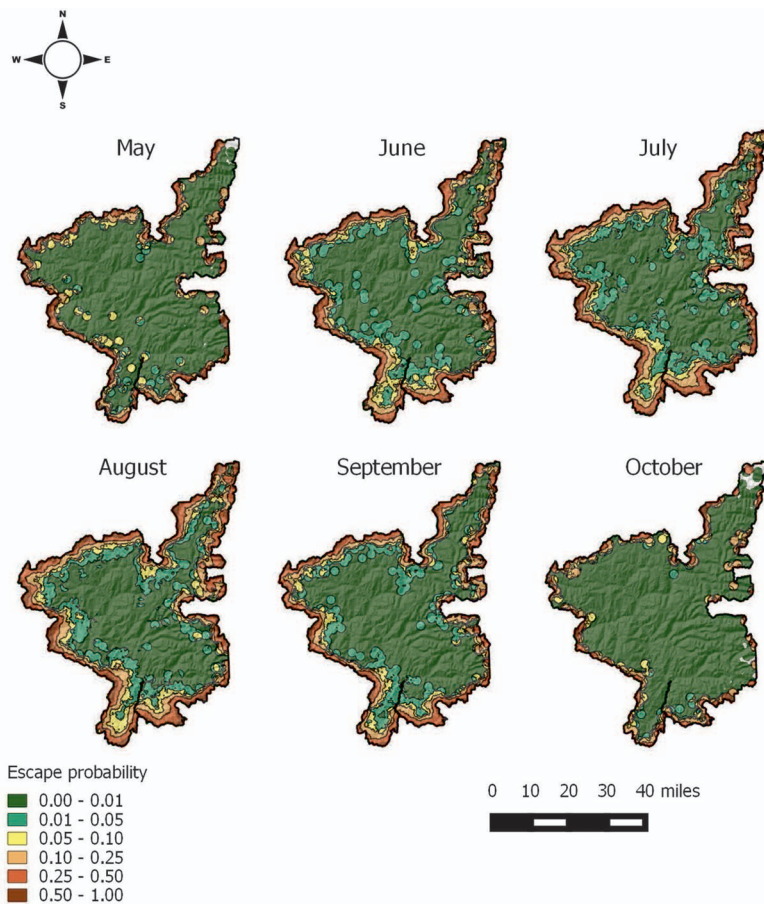 N
W E
S
May June July
August September October
Escape probability
0.00 - 0.01
0.01 - 0.05
0.05 - 0.10
0.10 - 0.25
0.25 - 0.50
0.50 - 1.00
0 10 20 30 40 miles